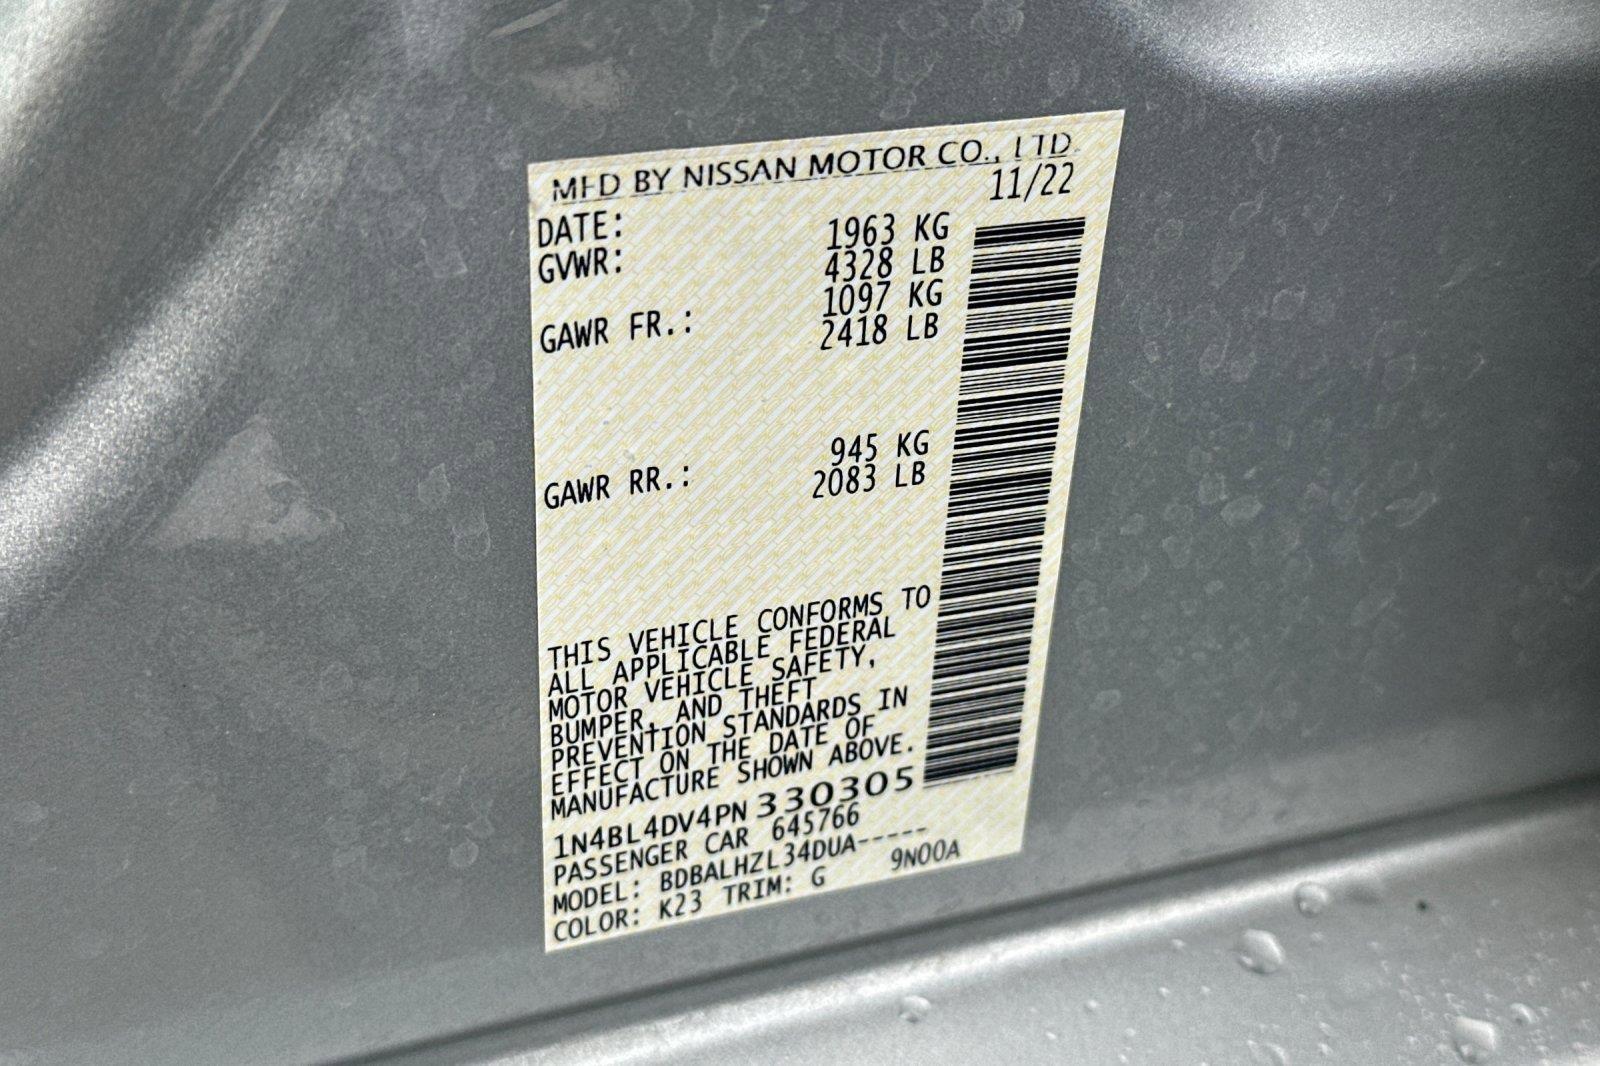 MFD BY NISSAN MOTOR CO., LTD.
DATE: 11/22
GVWR: 1963 KG
4328 LB
GAWR FR.: 1097 KG
2418 LB
GAWR RR.: 945 KG
2083 LB
THIS VEHICLE CONFORMS TO
ALL APPLICABLE FEDERAL
MOTOR VEHICLE SAFETY,
BUMPER, AND THEFT
PREVENTION STANDARDS IN
EFFECT ON THE DATE OF
MANUFACTURE SHOWN ABOVE.
1N4BL4DV4PN330305
PASSENGER CAR 645766
MODEL: BDBALHZL34DUA-----
COLOR: K23 TRIM: G 9N00A